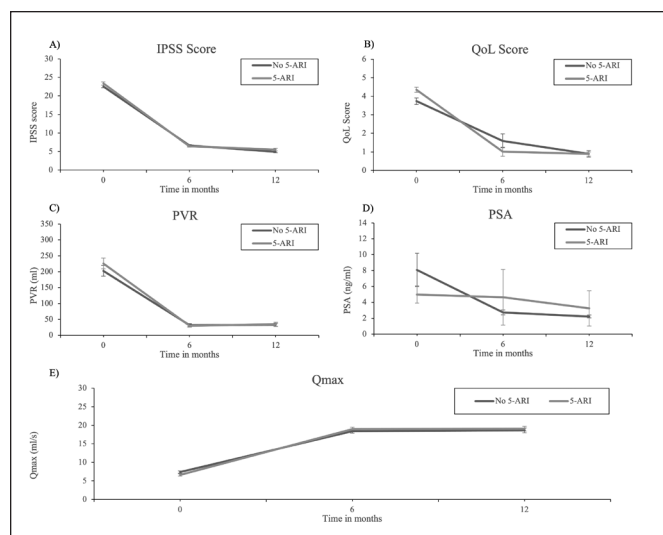 A)
IPSS Score
No 5-ARI
5-ARI
IPSS score
30
25
20
15
10
5
0
0
6
12
Time in months
B)
QoL Score
No 5-ARI
5-ARI
QoL Score
6
5
4
3
2
1
0
0
6
12
Time in months
C)
PVR
No 5-ARI
5-ARI
PVR (ml)
350
300
250
200
150
100
50
0
0
6
12
Time in months
D)
PSA
No 5-ARI
5-ARI
PSA (ng/ml)
14
12
10
8
6
4
2
0
0
6
12
Time in months
E)
Qmax
No 5-ARI 5-ARI
Qmax (ml/s)
30
25
20
15
10
5
0
0
6
12
Time in months